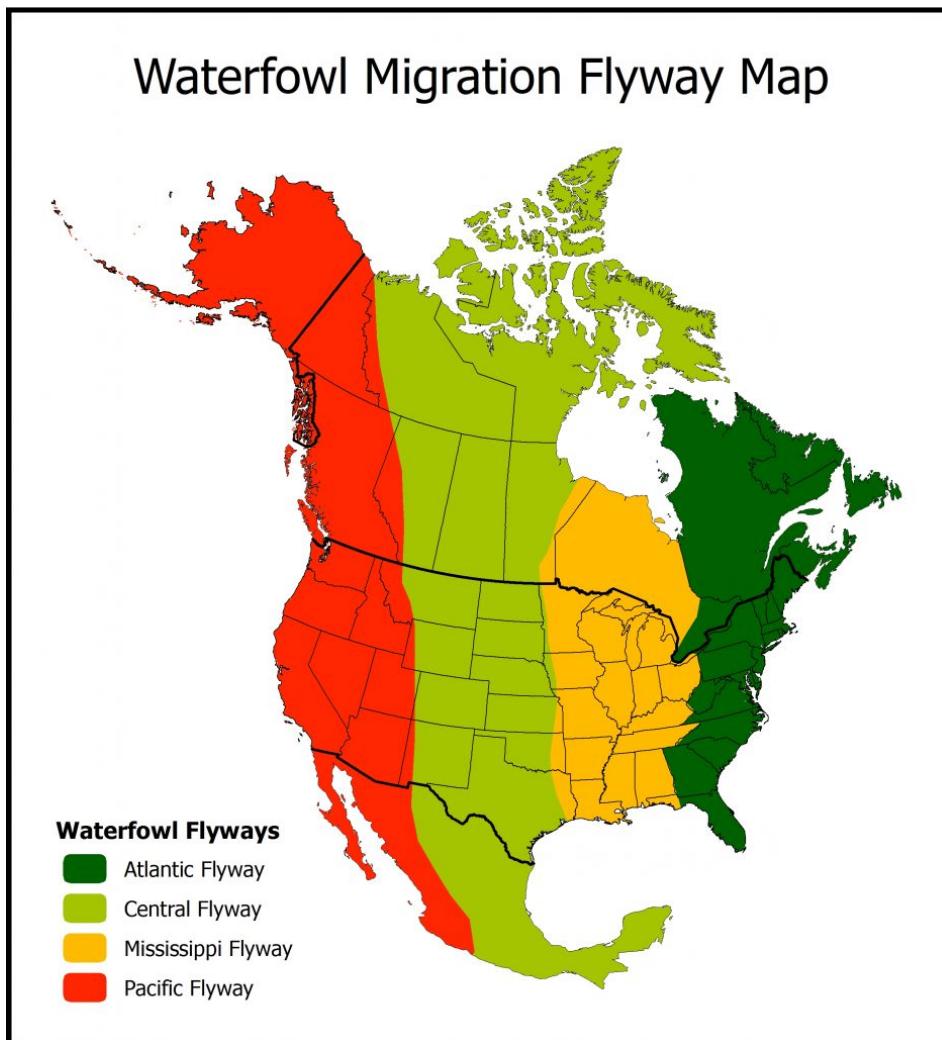 Waterfowl Migration Flyway Map
Waterfowl Flyways
Atlantic Flyway
Central Flyway
Mississippi Flyway
Pacific Flyway